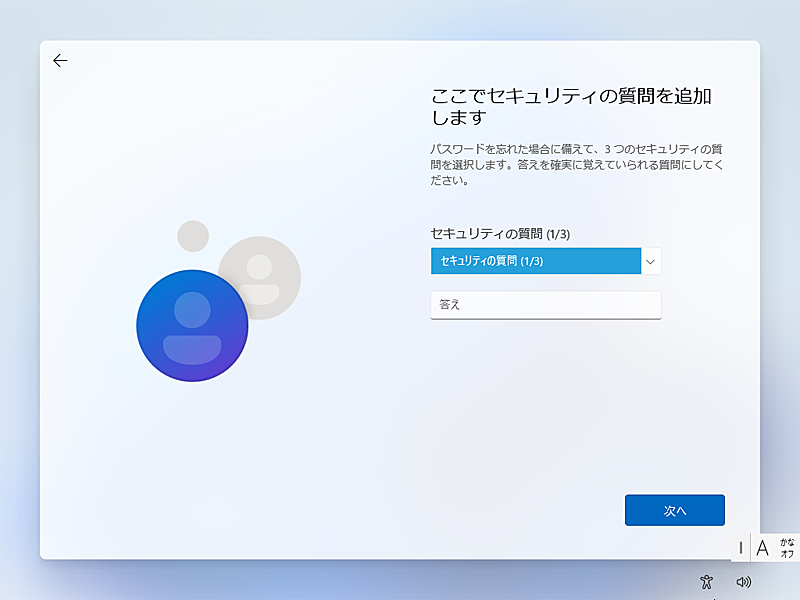 ここでセキュリティの質問を追加
します
パスワードを忘れた場合に備えて、3 つのセキュリティの質
問を選択します。答えを確実に覚えていられる質問にしてく
ださい。
セキュリティの質問 (1/3)
セキュリティの質問 (1/3)
答え
次へ
A
かな
オフ